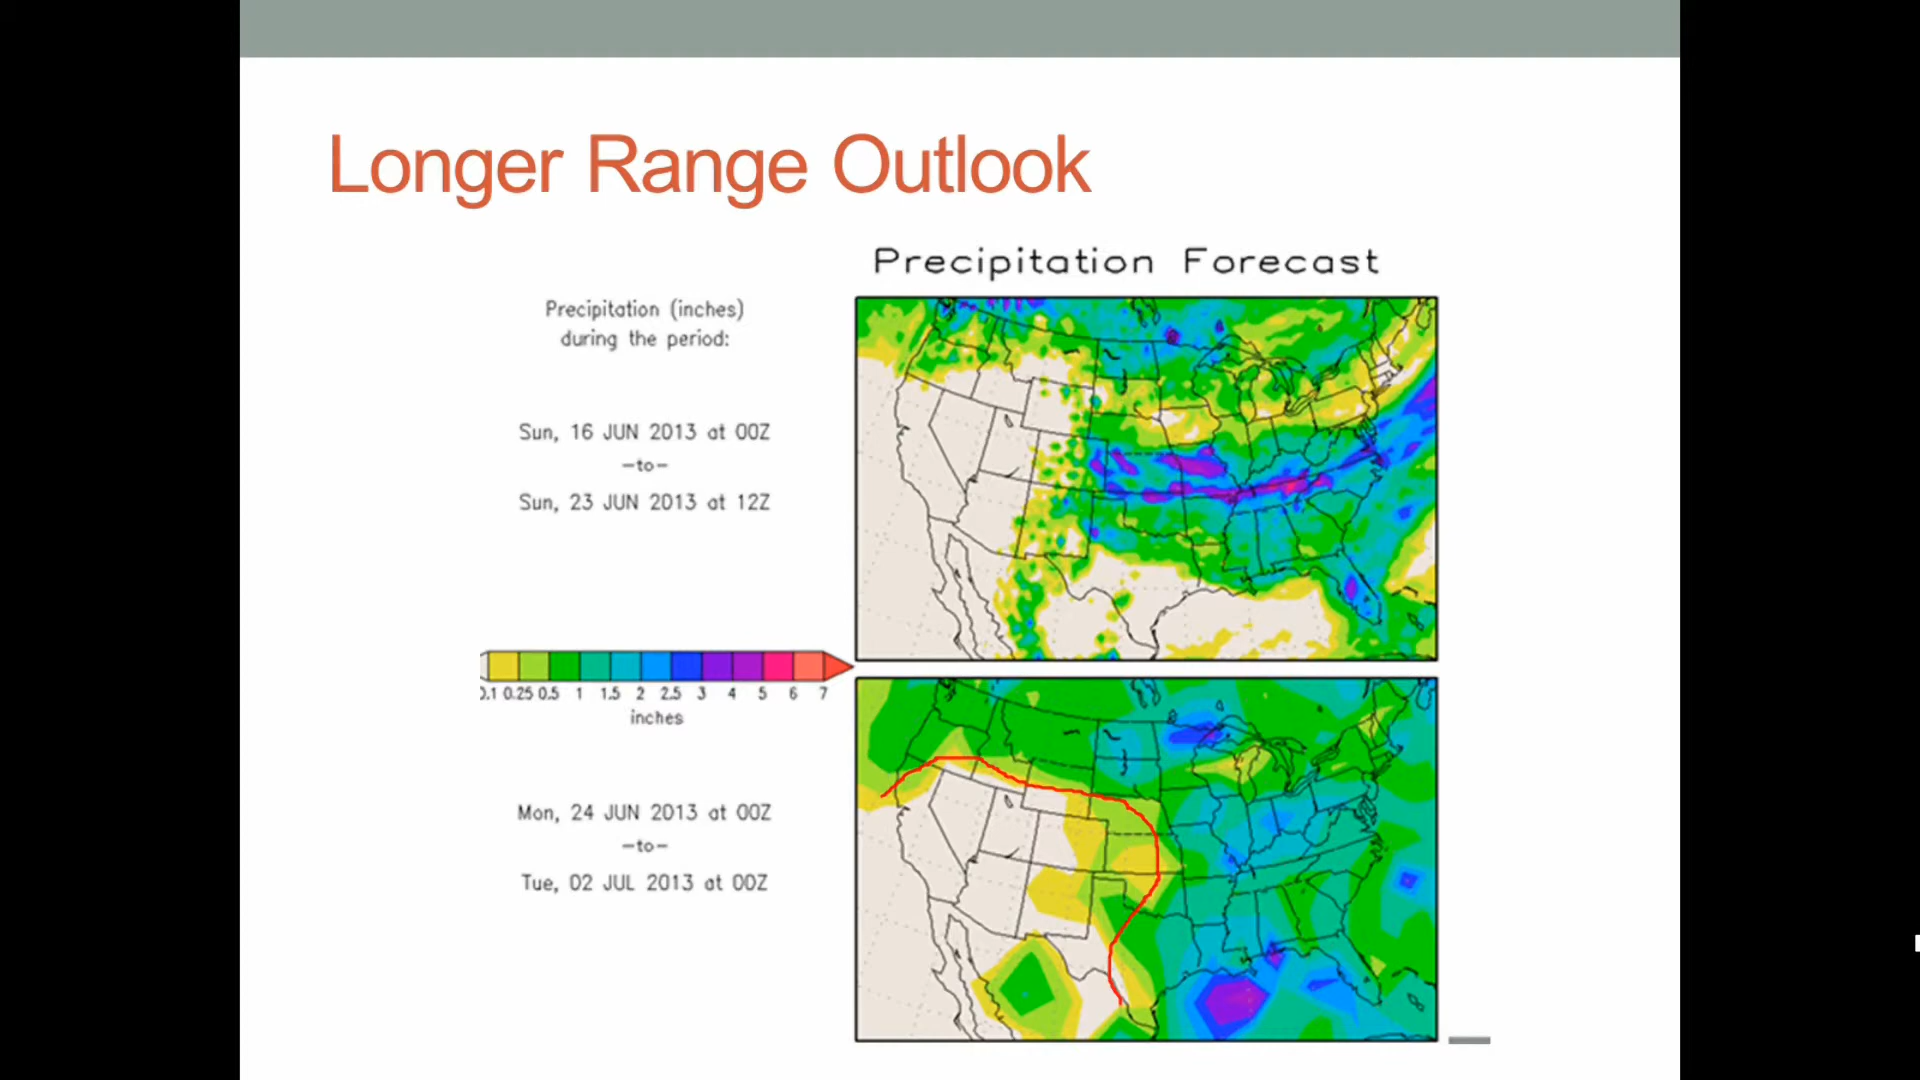 Longer Range Outlook
Precipitation Forecast
Precipitation (inches)
during the period:
Sun, 16 JUN 2013 at 00Z
-to-
Sun, 23 JUN 2013 at 12Z
0.1 0.25 0.5 1 1.5 2 2.5 3 4 5 6 7
inches
Mon, 24 JUN 2013 at 00Z
-to-
Tue, 02 JUL 2013 at 00Z